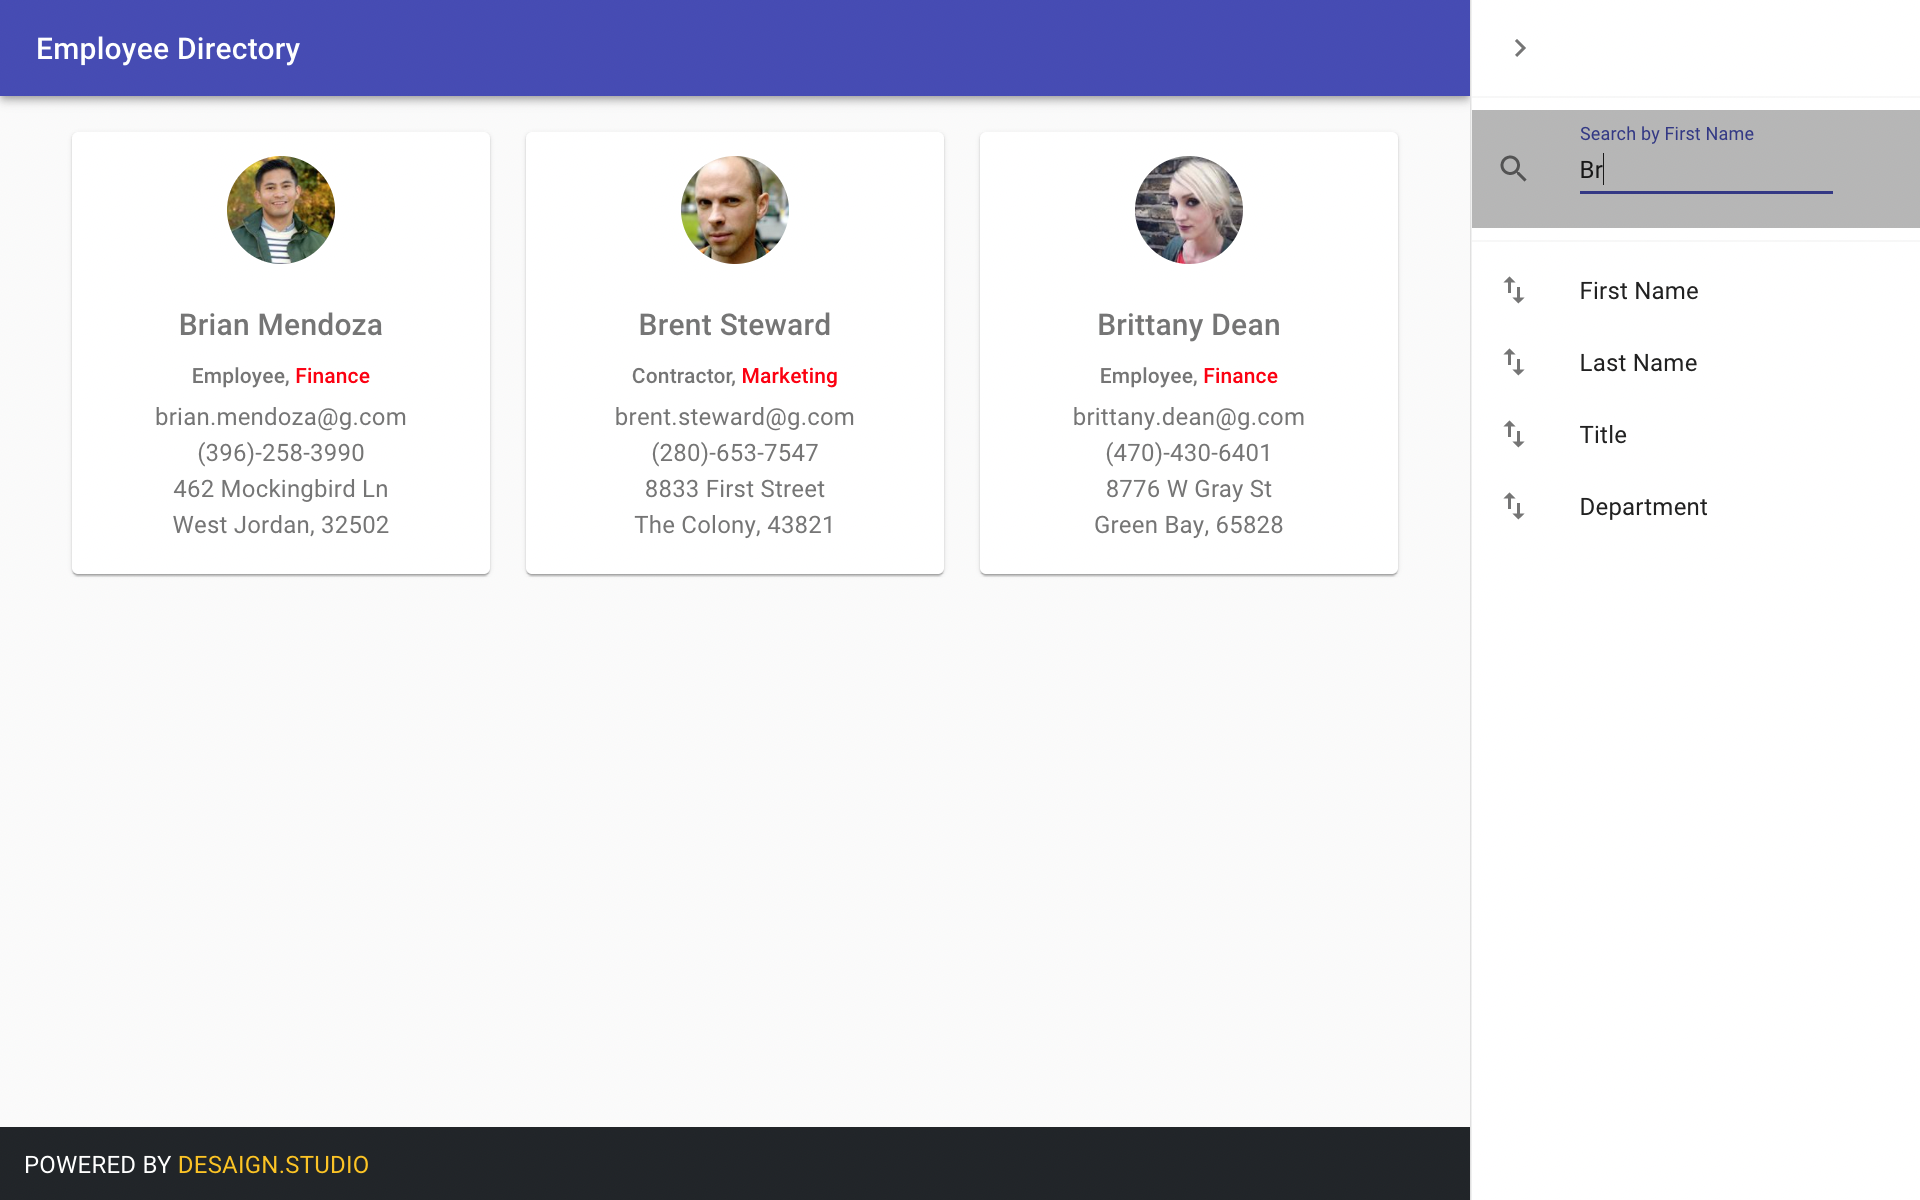 Employee Directory
Brian Mendoza
Employee, Finance
brian.mendoza@g.com
(396)-258-3990
462 Mockingbird Ln
West Jordan, 32502
Brent Steward
Contractor, Marketing
brent.steward@g.com
(280)-653-7547
8833 First Street
The Colony, 43821
Brittany Dean
Employee, Finance
brittany.dean@g.com
(470)-430-6401
8776 W Gray St
Green Bay, 65828
Search by First Name
Br
First Name
Last Name
Title
Department
POWERED BY DESAIGN.STUDIO